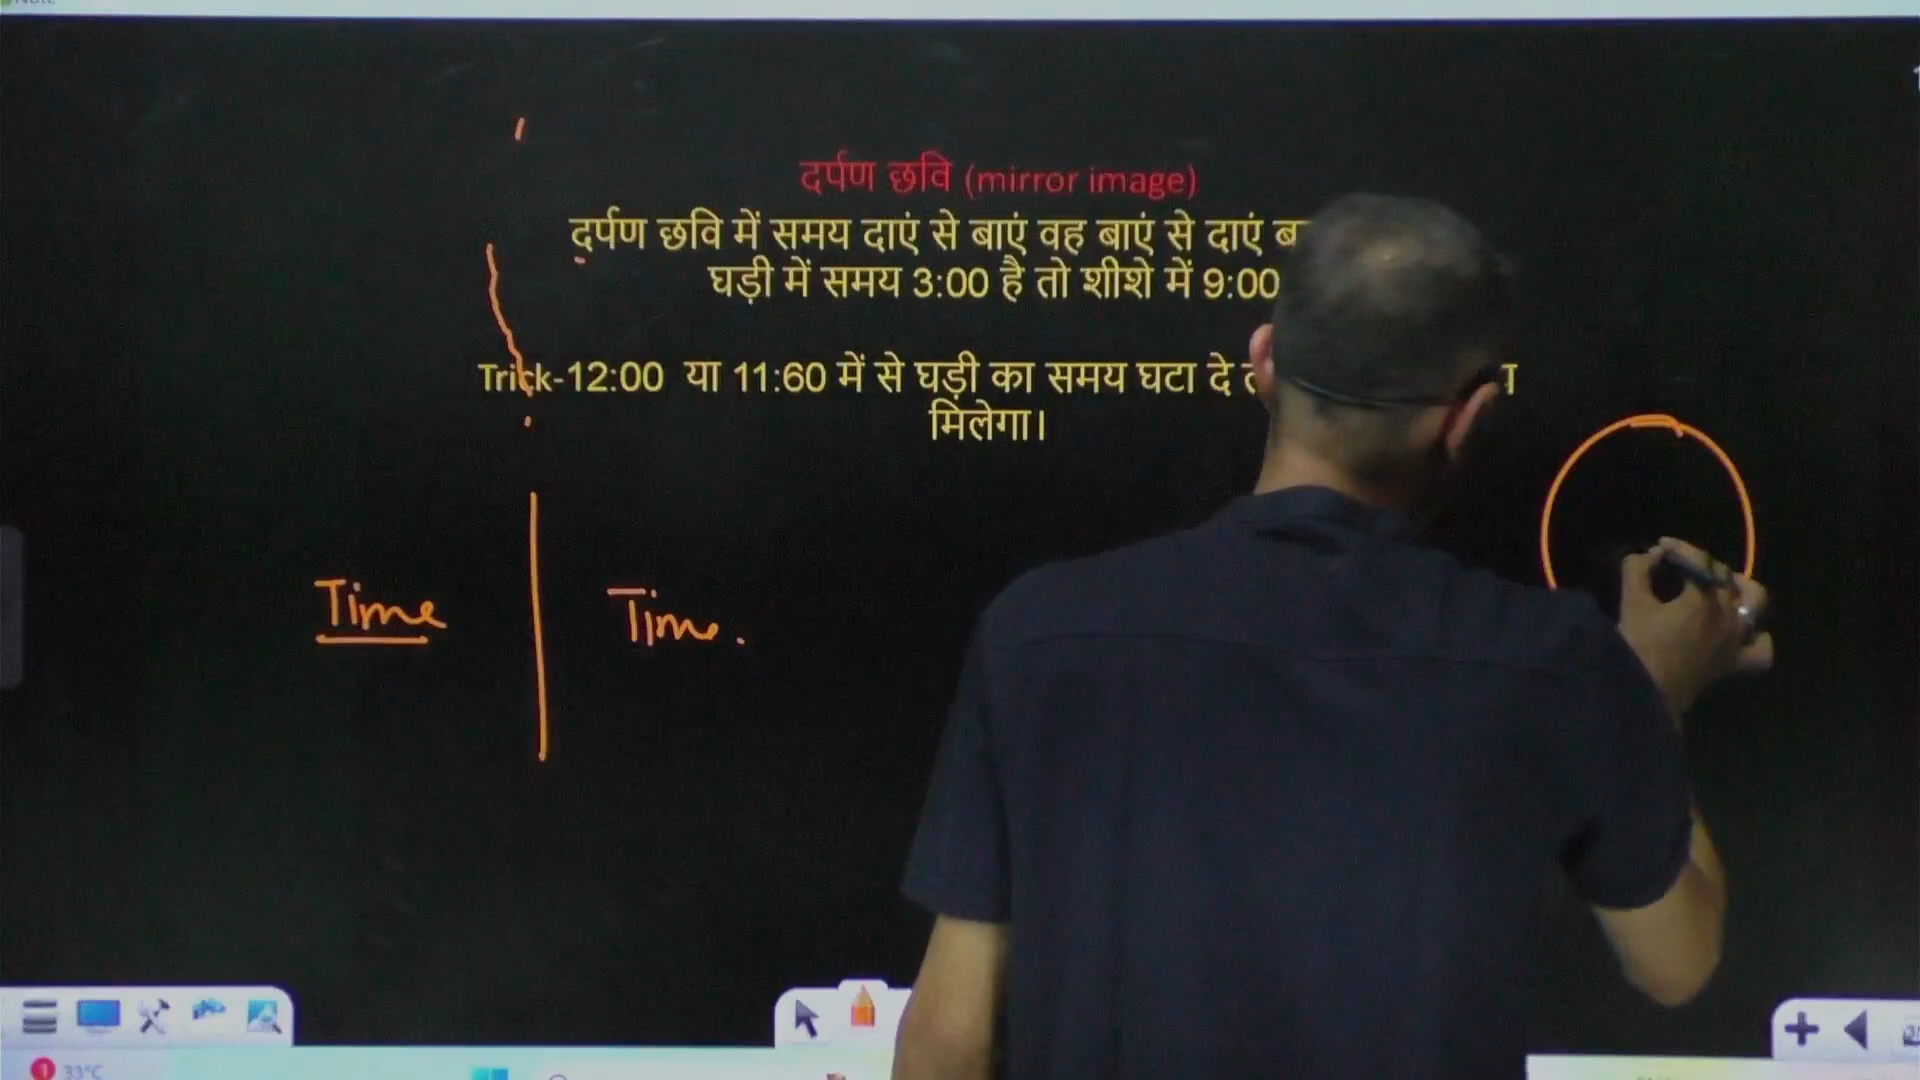 दर्पण छवि (mirror image)
दर्पण छवि में समय दाएं से बाएं वह बाएं से दाएं
घड़ी में समय 3:00 है तो शीशे में 9:00
Trick-12:00 या 11:60 में से घड़ी का समय घटा दे
मिलेगा।
Time
Time.
33°C